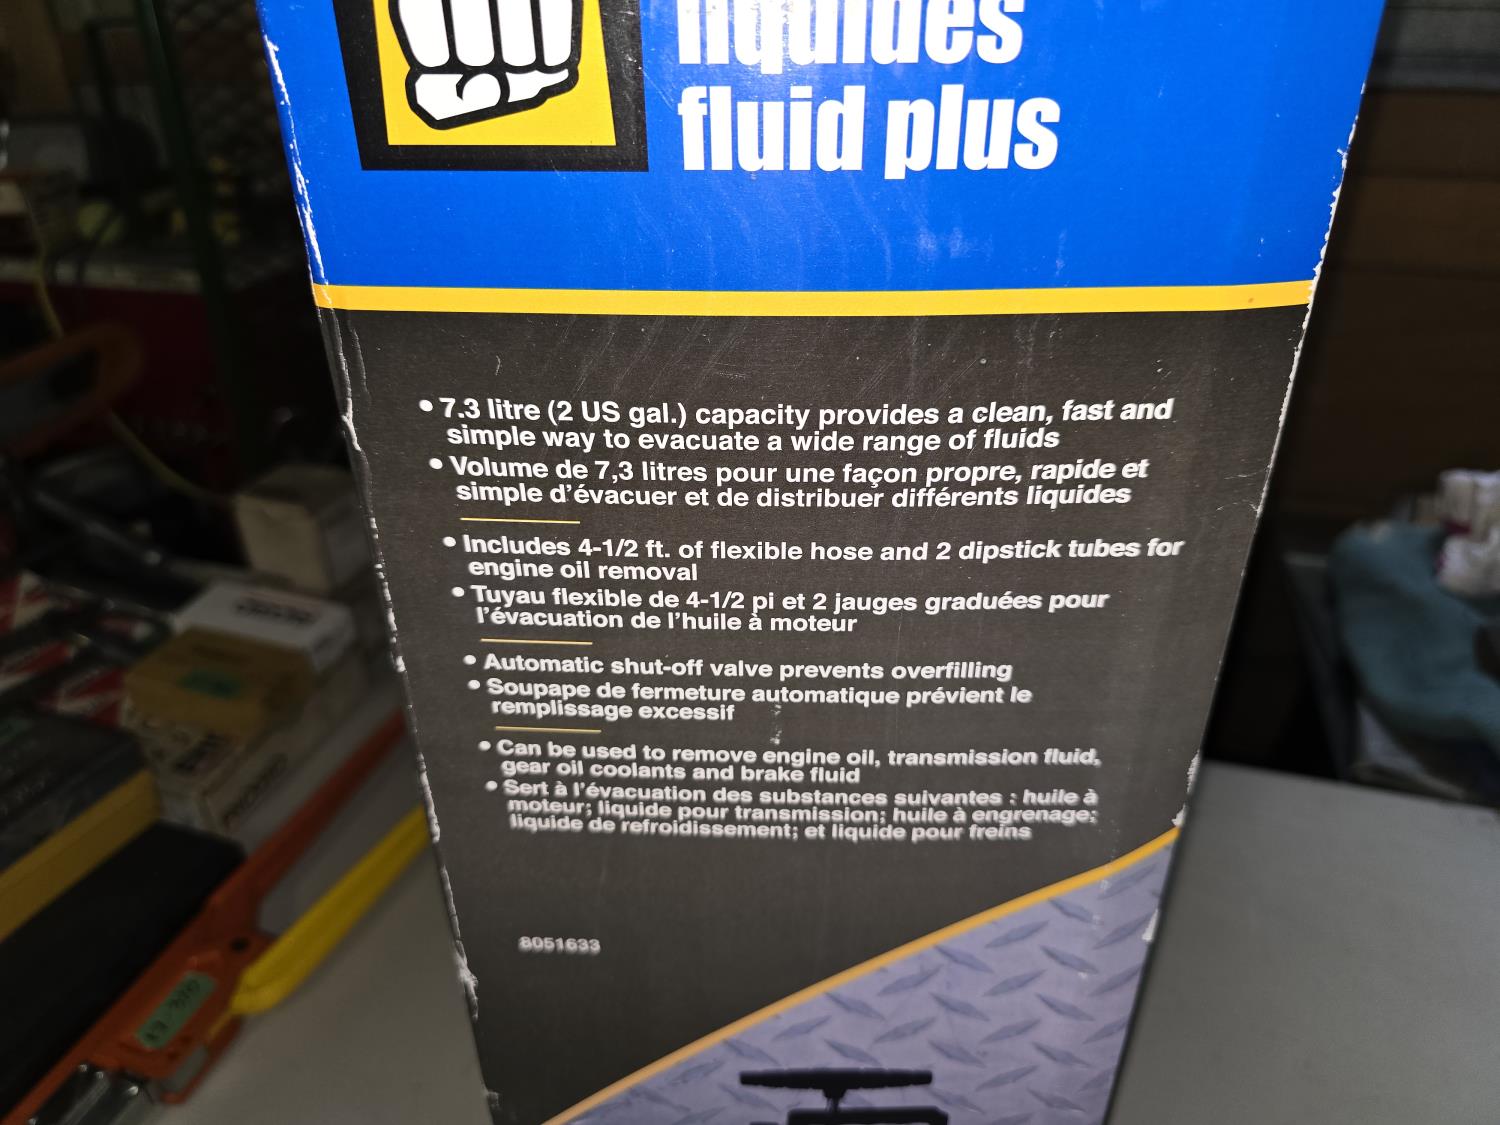 liquides
fluid plus
• 7.3 litre (2 US gal.) capacity provides a clean, fast and
simple way to evacuate a wide range of fluids
• Volume de 7,3 litres pour une façon propre, rapide et
simple d'évacuer et de distribuer différents liquides
• Includes 4-1/2 ft. of flexible hose and 2 dipstick tubes for
engine oil removal
• Tuyau flexible de 4-1/2 pi et 2 jauges graduées pour
l'évacuation de l'huile à moteur
• Automatic shut-off valve prevents overfilling
• Soupape de fermeture automatique prévient le
remplissage excessif
• Can be used to remove engine oil, transmission fluid,
gear oil coolants and brake fluid
• Sert à l'évacuation des substances suivantes : huile à
moteur; liquide pour transmission; huile à engrenage;
liquide de refroidissement; et liquide pour freins
8051633